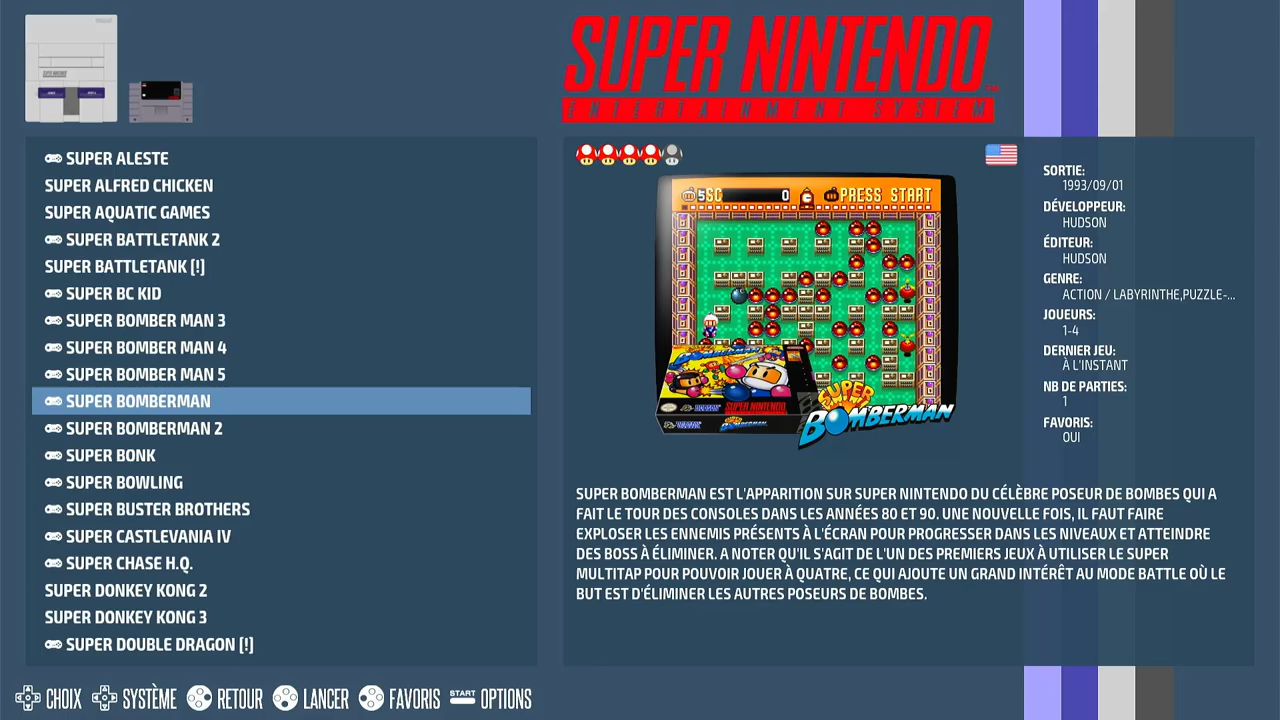 SUPER NINTENDO™
ENTERTAINMENT SYSTEM
SUPER ALESTE
SUPER ALFRED CHICKEN
SUPER AQUATIC GAMES
SUPER BATTLETANK 2
SUPER BATTLETANK [!]
SUPER BC KID
SUPER BOMBER MAN 3
SUPER BOMBER MAN 4
SUPER BOMBER MAN 5
SUPER BOMBERMAN
SUPER BOMBERMAN 2
SUPER BONK
SUPER BOWLING
SUPER BUSTER BROTHERS
SUPER CASTLEVANIA IV
SUPER CHASE H.Q.
SUPER DONKEY KONG 2
SUPER DONKEY KONG 3
SUPER DOUBLE DRAGON [!]
5SC 0 PRESS START
BOMBERMAN
SUPER NINTENDO
SUPER
BOMBERMAN
SORTIE:
1993/09/01
DÉVELOPPEUR:
HUDSON
ÉDITEUR:
HUDSON
GENRE:
ACTION / LABYRINTHE,PUZZLE-...
JOUEURS:
1-4
DERNIER JEU:
À L'INSTANT
NB DE PARTIES:
1
FAVORIS:
OUI
SUPER BOMBERMAN EST L'APPARITION SUR SUPER NINTENDO DU CÉLÈBRE POSEUR DE BOMBES QUI A
FAIT LE TOUR DES CONSOLES DANS LES ANNÉES 80 ET 90. UNE NOUVELLE FOIS, IL FAUT FAIRE
EXPLOSER LES ENNEMIS PRÉSENTS À L'ÉCRAN POUR PROGRESSER DANS LES NIVEAUX ET ATTEINDRE
DES BOSS À ÉLIMINER. A NOTER QU'IL S'AGIT DE L'UN DES PREMIERS JEUX À UTILISER LE SUPER
MULTITAP POUR POUVOIR JOUER À QUATRE, CE QUI AJOUTE UN GRAND INTÉRÊT AU MODE BATTLE OÙ LE
BUT EST D'ÉLIMINER LES AUTRES POSEURS DE BOMBES.
CHOIX SYSTÈME RETOUR LANCER FAVORIS START OPTIONS